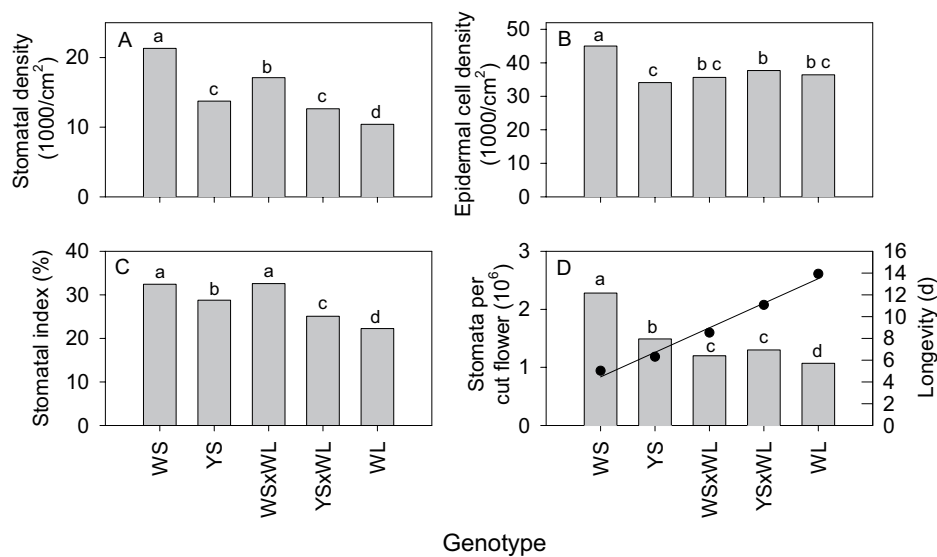 A
Stomatal density
(1000/cm²)
20
10
0
a
c
b
c
d
B
Epidermal cell density
(1000/cm²)
50
40
30
20
10
0
a
c
b c
b
b c
C
Stomatal index (%)
40
30
20
10
0
a
b
a
c
d
D
Stomata per
cut flower (10⁶)
3
2
1
0
a
b
c
c
d
16
14
12
10
8
6
4
2
0
Longevity (d)
WS
YS
WSxWL
YSxWL
WL
WS
YS
WSxWL
YSxWL
WL
Genotype